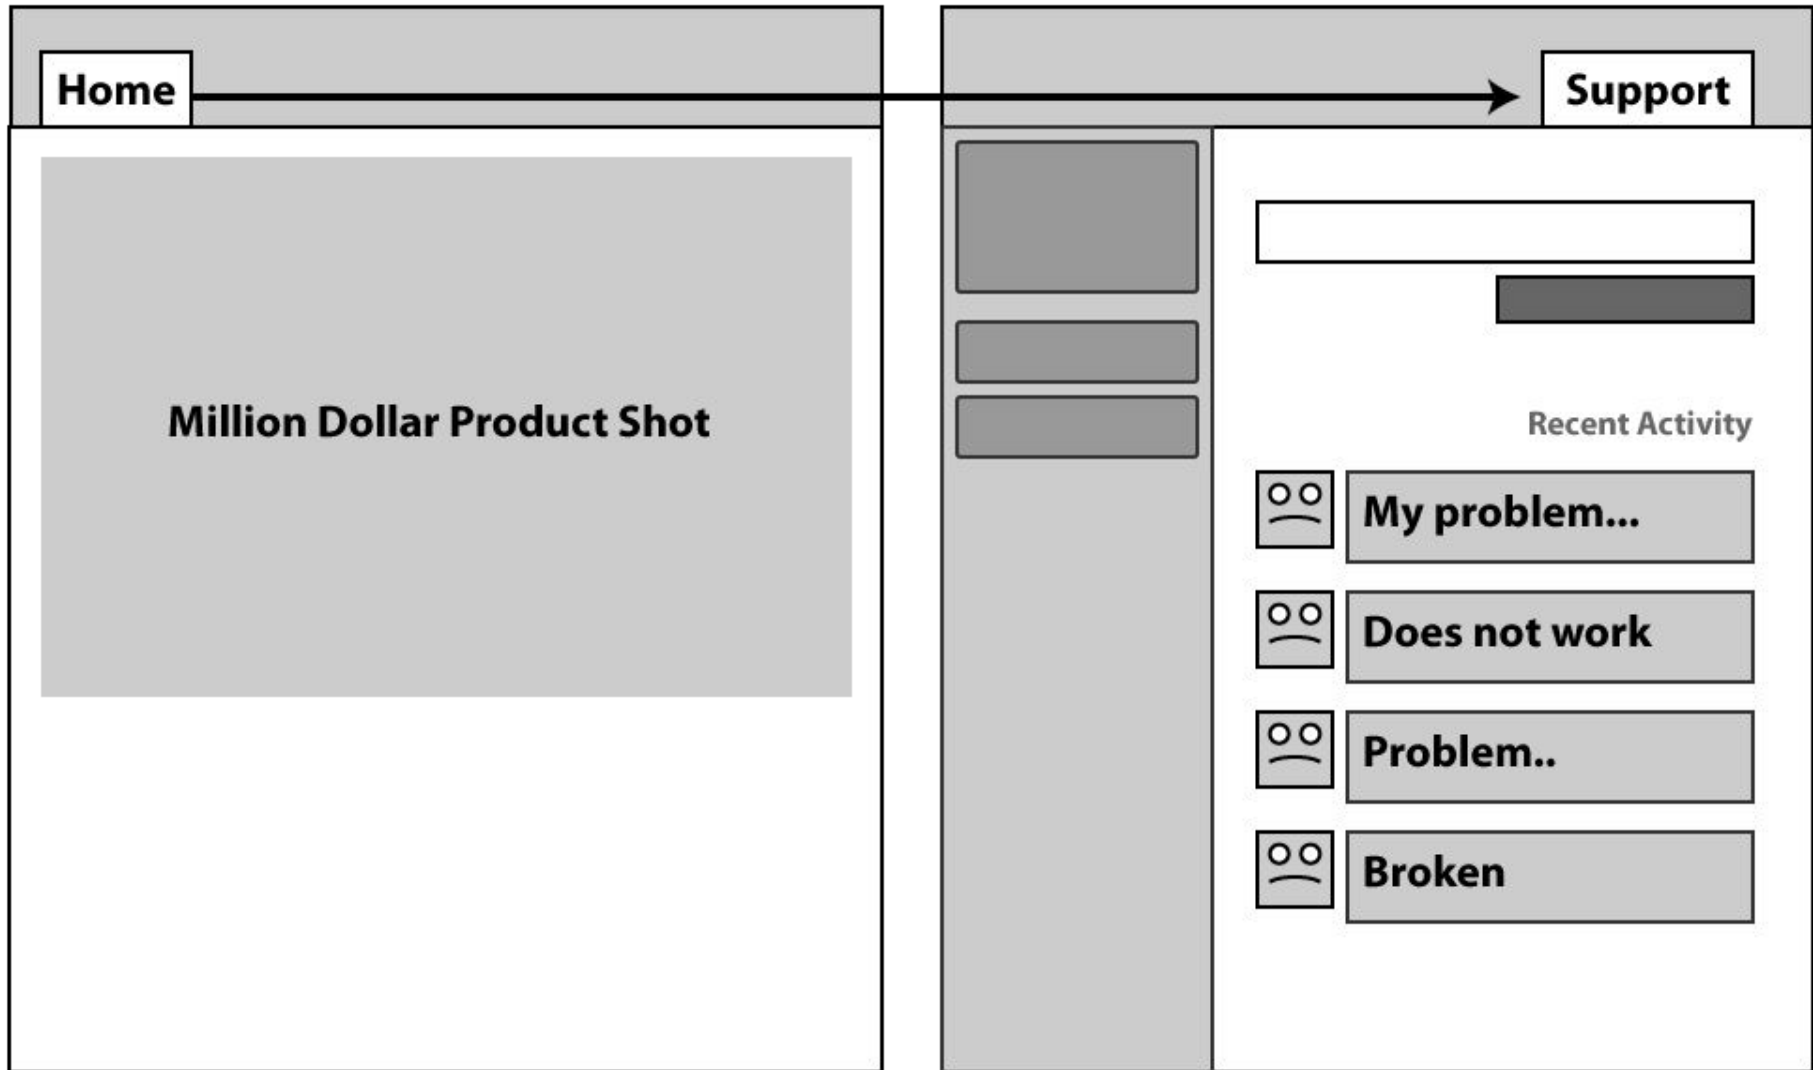 Home
Million Dollar Product Shot
Support
Recent Activity
My problem...
Does not work
Problem..
Broken